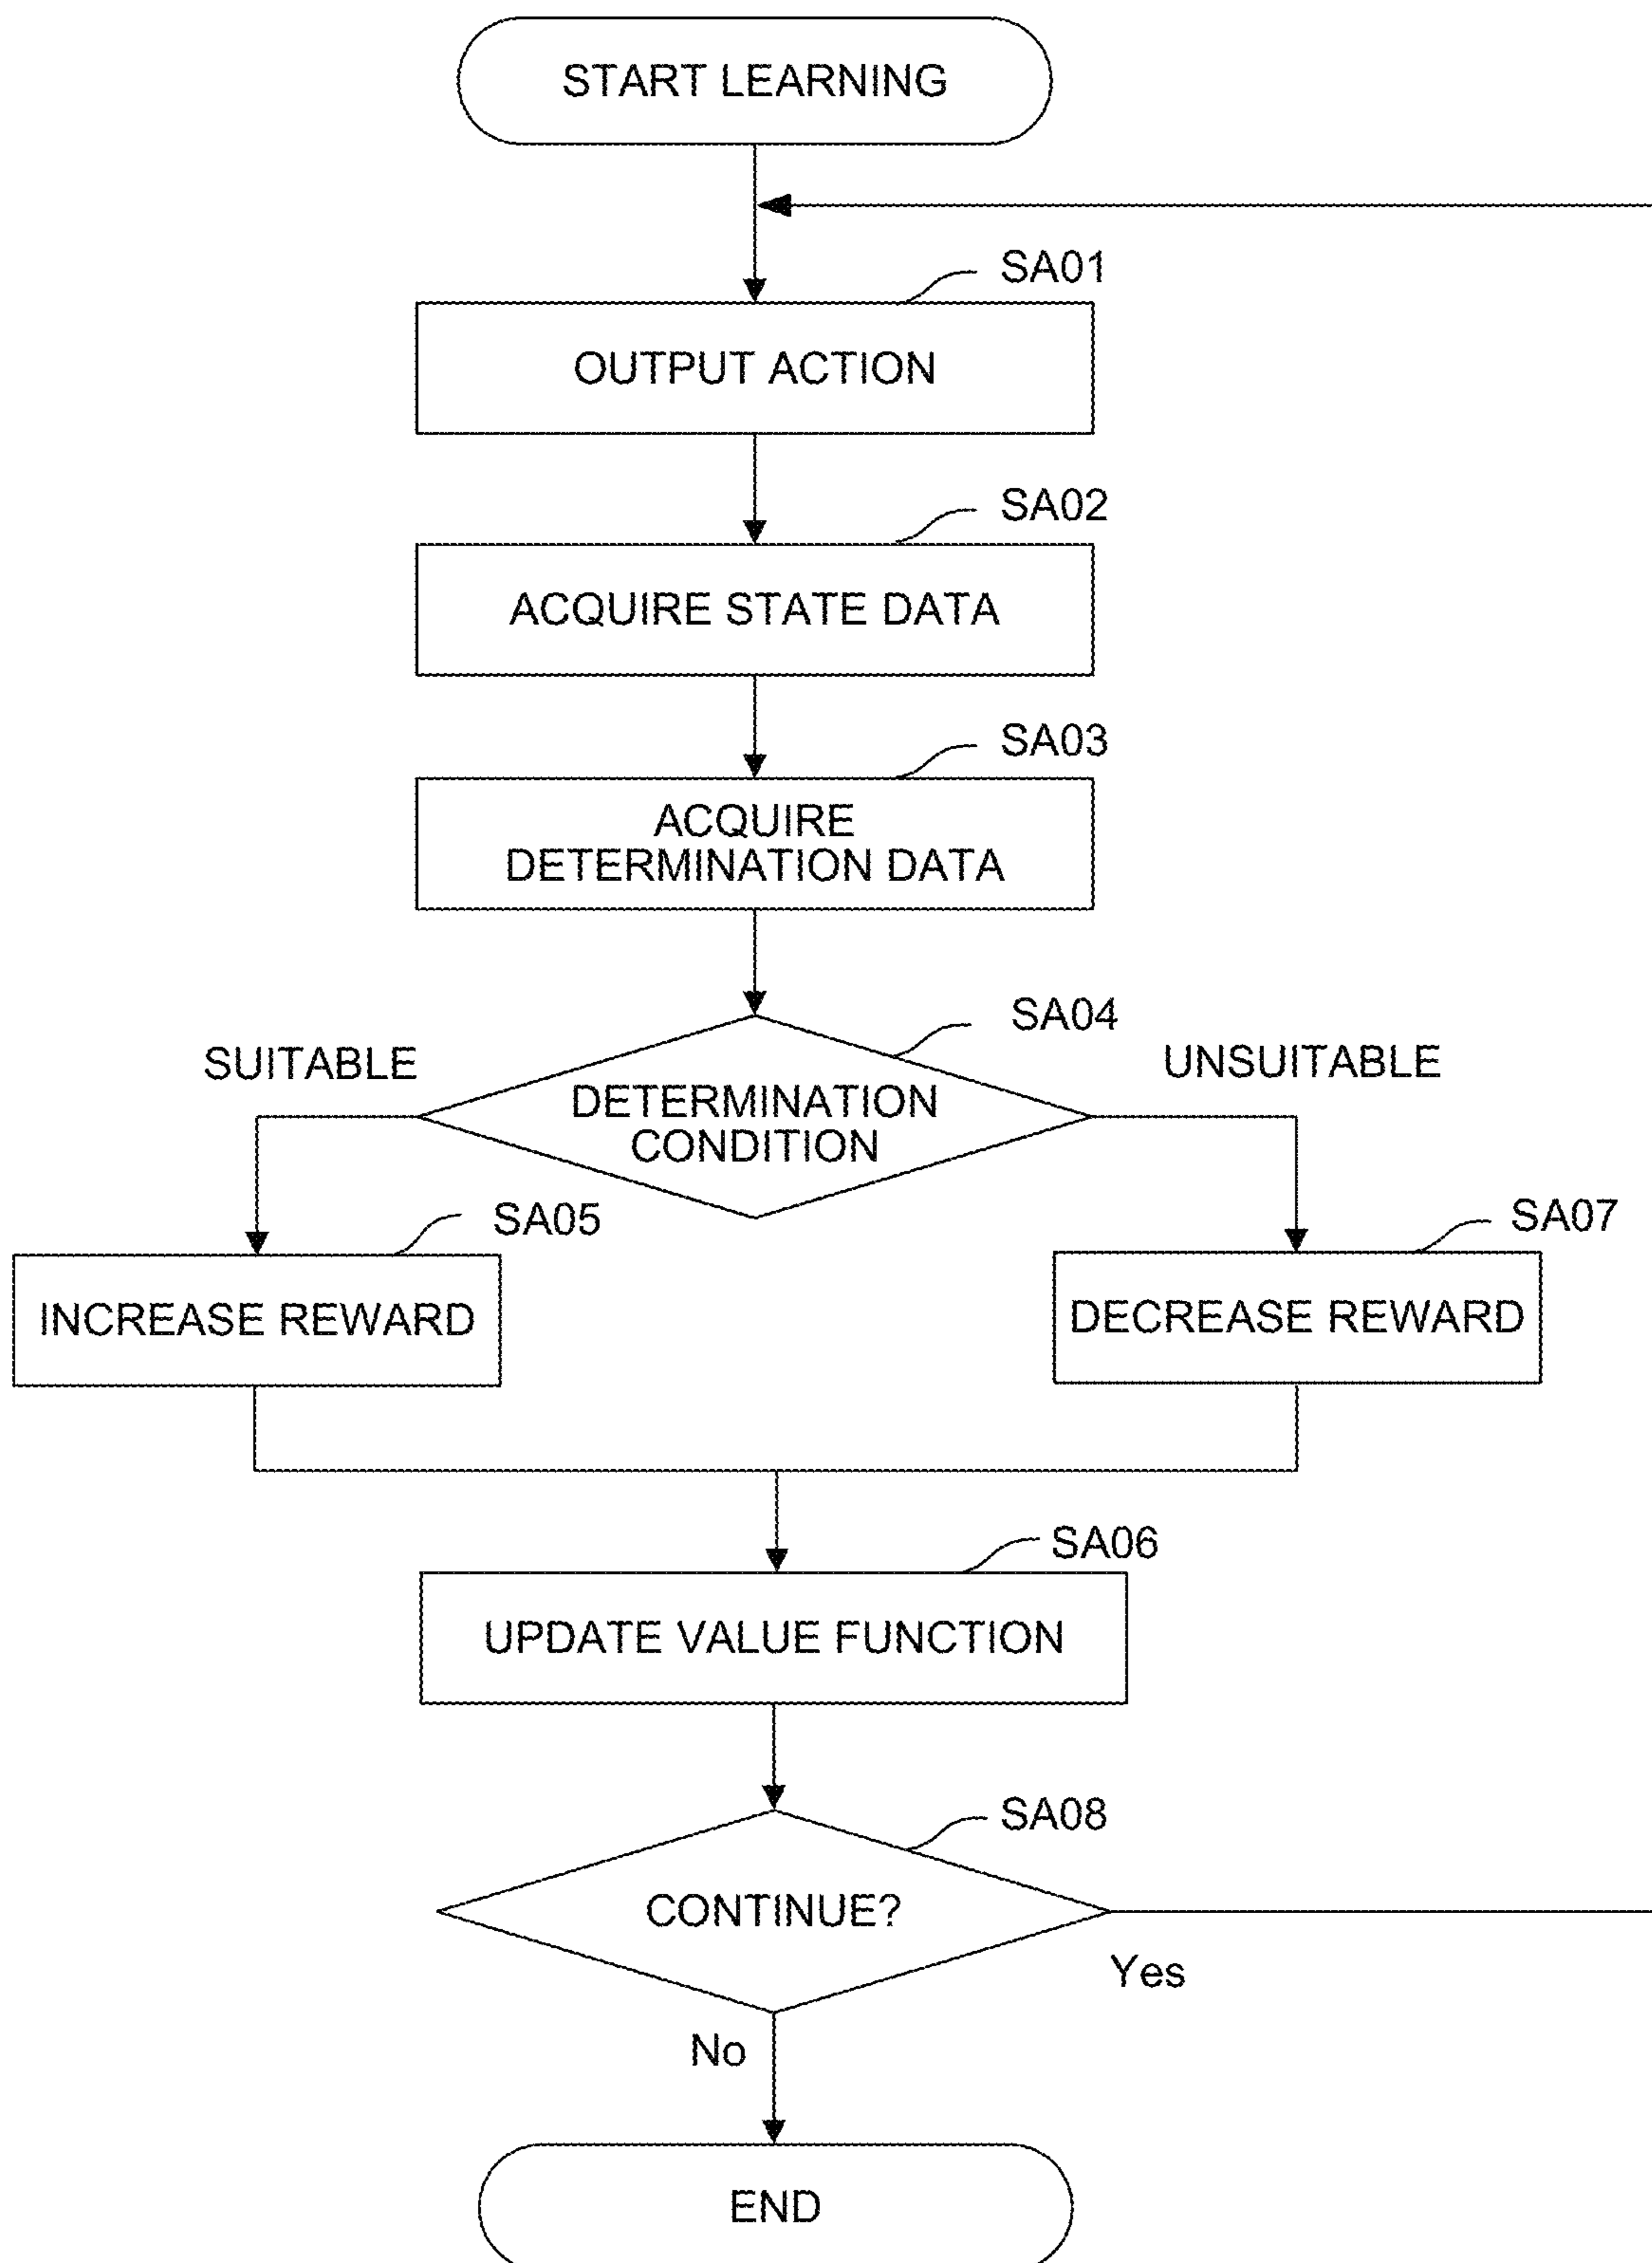 START LEARNING
SA01
OUTPUT ACTION
SA02
ACQUIRE STATE DATA
SA03
ACQUIRE
DETERMINATION DATA
SA04
SUITABLE
UNSUITABLE
DETERMINATION
CONDITION
SA05
SA07
INCREASE REWARD
DECREASE REWARD
SA06
UPDATE VALUE FUNCTION
SA08
CONTINUE?
Yes
No
END